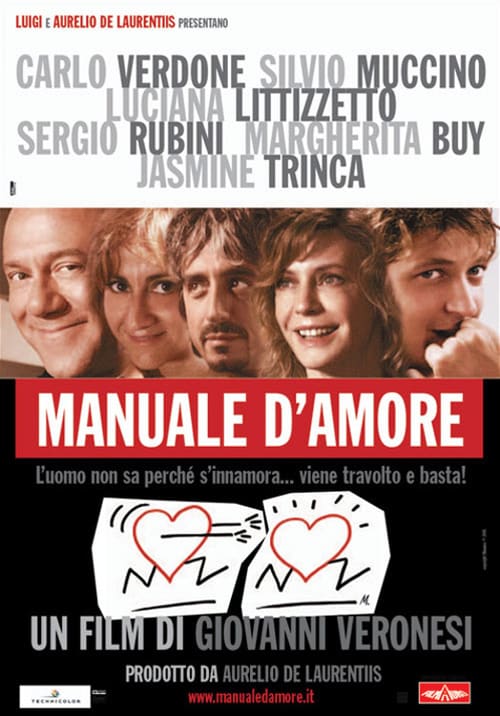 LUIGI E AURELIO DE LAURENTIIS PRESENTANO
CARLO VERDONE SILVIO MUCCINO
LUCIANA LITTIZZETTO
SERGIO RUBINI MARGHERITA BUY
JASMINE TRINCA
MANUALE D'AMORE
L'uomo non sa perché s'innamora... viene travolto e basta!
M.
UN FILM DI GIOVANNI VERONESI
PRODOTTO DA AURELIO DE LAURENTIIS
www.manualedamore.it
TECHNICOLOR
FILMAURO